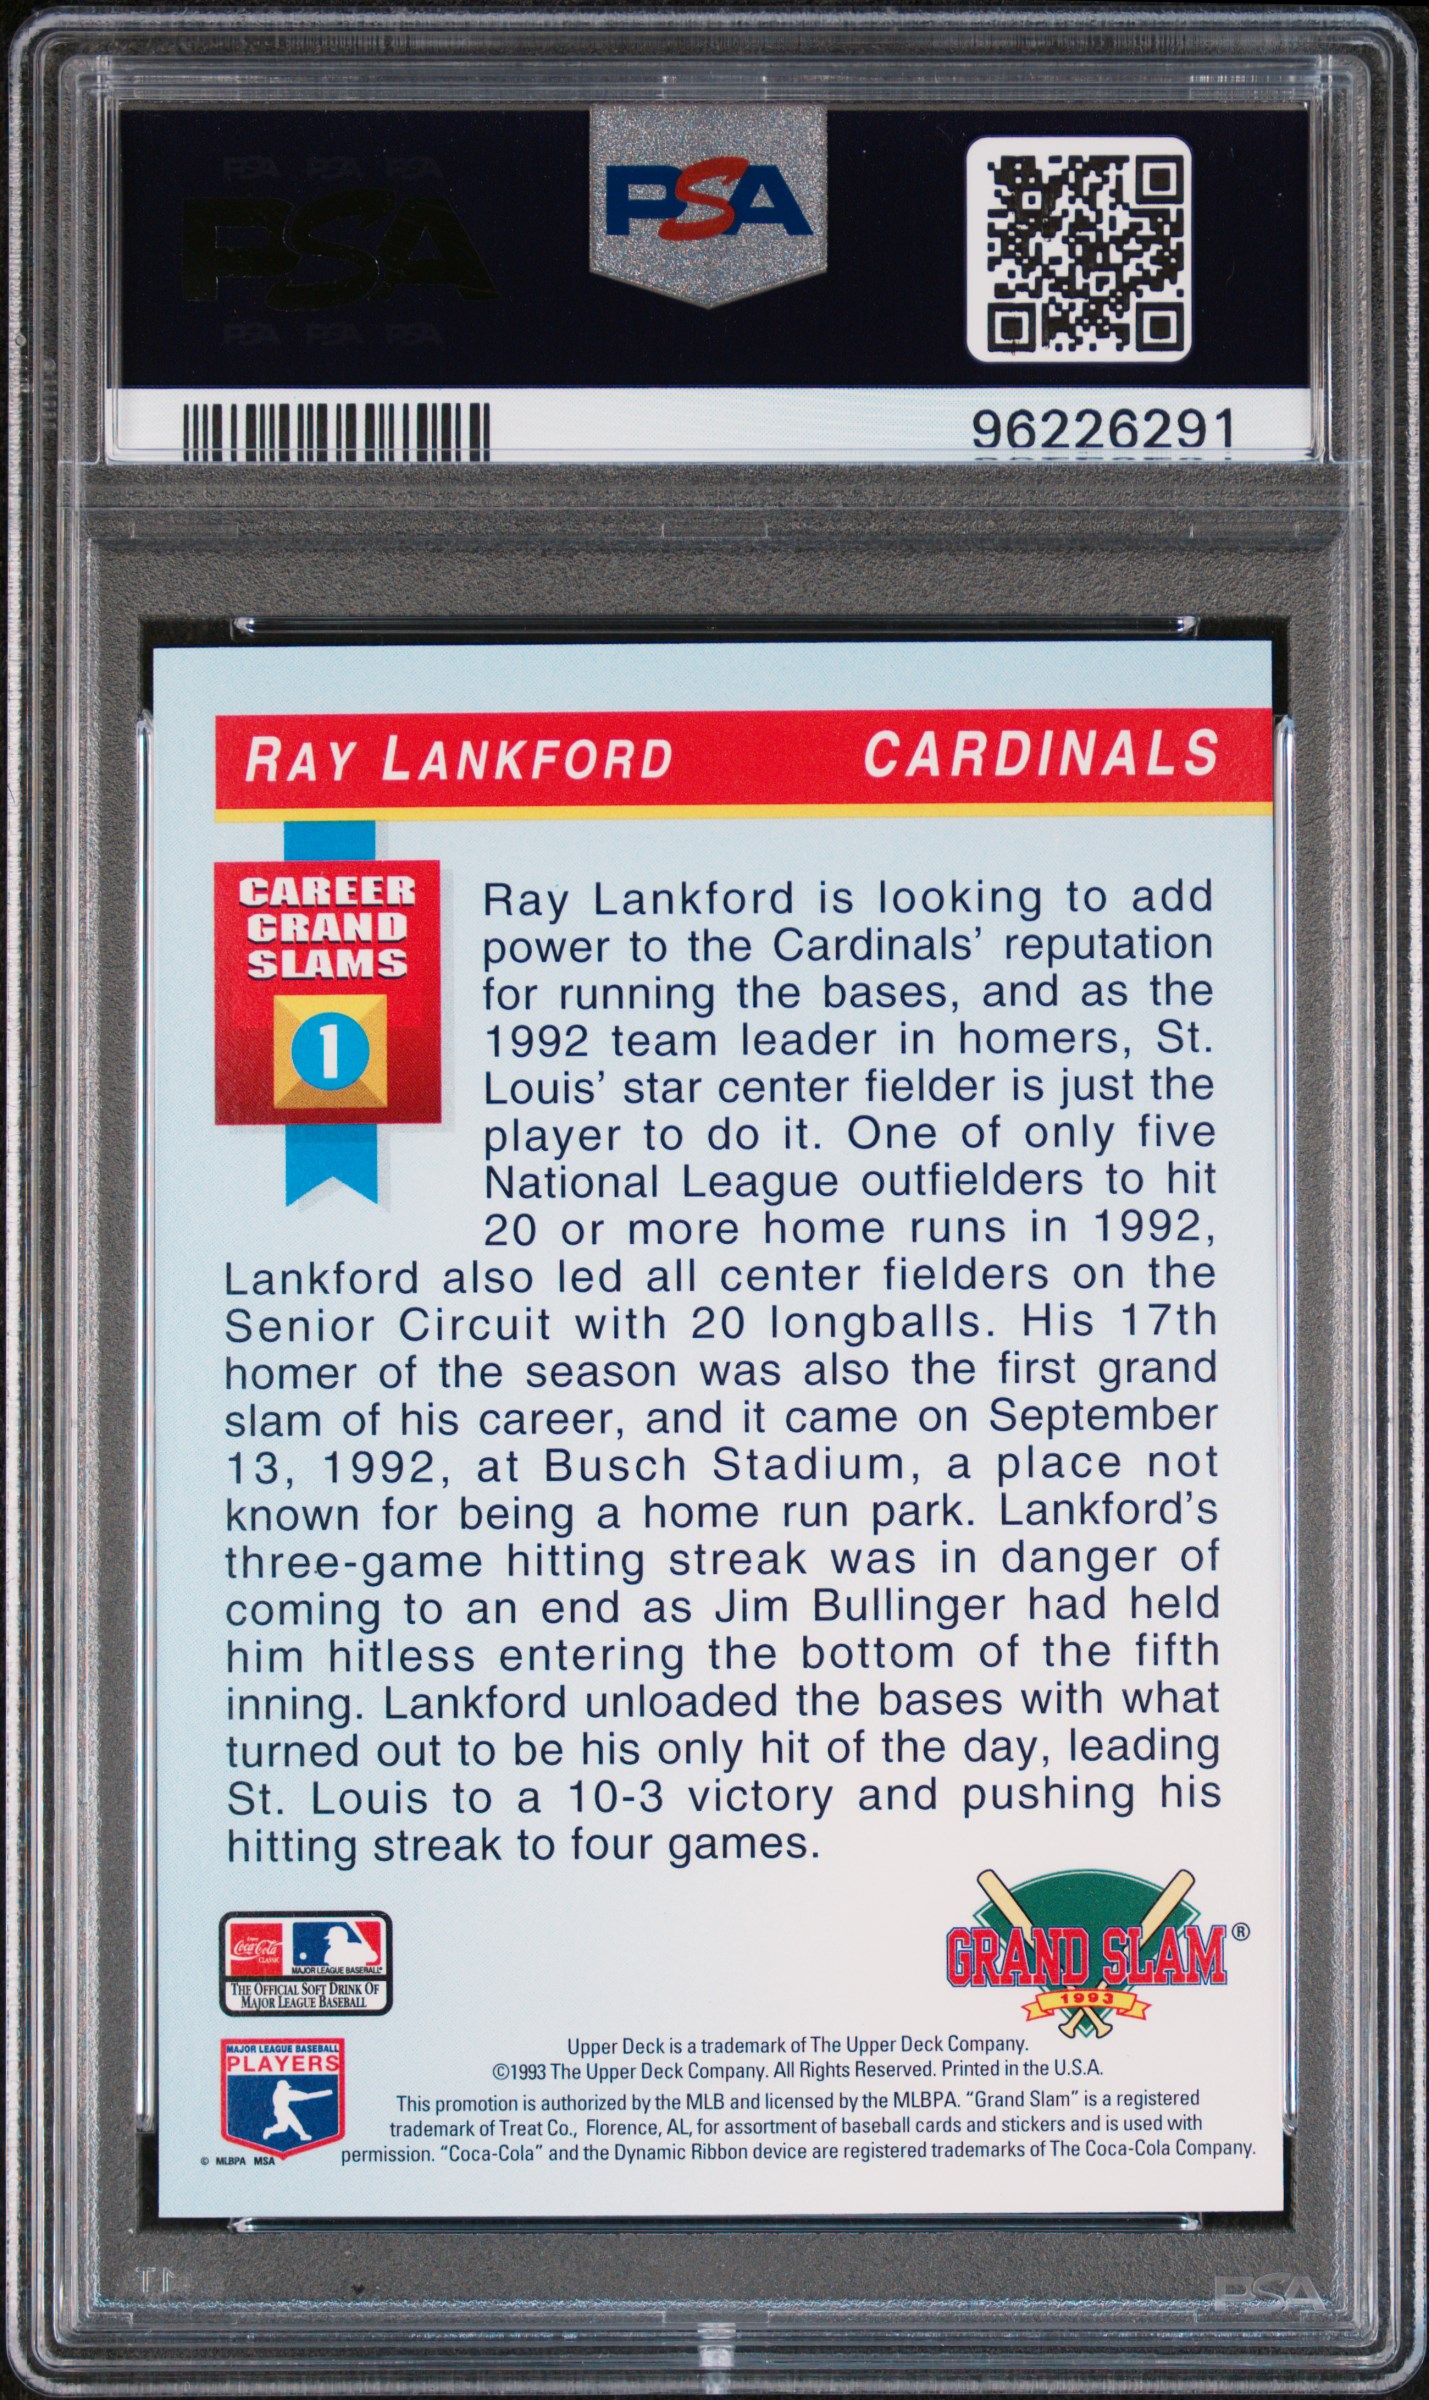 PSA PSA PSA
PSA
PSA PSA PSA
PSA
96226291
RAY LANKFORD CARDINALS
CAREER
GRAND
SLAMS
1
Ray Lankford is looking to add
power to the Cardinals' reputation
for running the bases, and as the
1992 team leader in homers, St.
Louis' star center fielder is just the
player to do it. One of only five
National League outfielders to hit
20 or more home runs in 1992,
Lankford also led all center fielders on the
Senior Circuit with 20 longballs. His 17th
homer of the season was also the first grand
slam of his career, and it came on September
13, 1992, at Busch Stadium, a place not
known for being a home run park. Lankford's
three-game hitting streak was in danger of
coming to an end as Jim Bullinger had held
him hitless entering the bottom of the fifth
inning. Lankford unloaded the bases with what
turned out to be his only hit of the day, leading
St. Louis to a 10-3 victory and pushing his
hitting streak to four games.
Enjoy
Coca-Cola
CLASSIC
MAJOR LEAGUE BASEBALL
THE OFFICIAL SOFT DRINK OF
MAJOR LEAGUE BASEBALL
GRAND SLAM®
1993
MAJOR LEAGUE BASEBALL
PLAYERS
© MLBPA MSA
Upper Deck is a trademark of The Upper Deck Company.
©1993 The Upper Deck Company. All Rights Reserved. Printed in the U.S.A.
This promotion is authorized by the MLB and licensed by the MLBPA. "Grand Slam" is a registered
trademark of Treat Co., Florence, AL, for assortment of baseball cards and stickers and is used with
permission. "Coca-Cola" and the Dynamic Ribbon device are registered trademarks of The Coca-Cola Company.
PSA